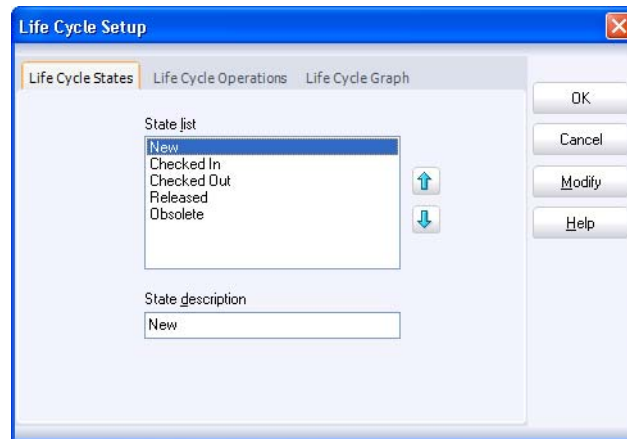 Life Cycle Setup
Life Cycle States Life Cycle Operations Life Cycle Graph
State list
New
Checked In
Checked Out
Released
Obsolete
State description
New
OK
Cancel
Modify
Help